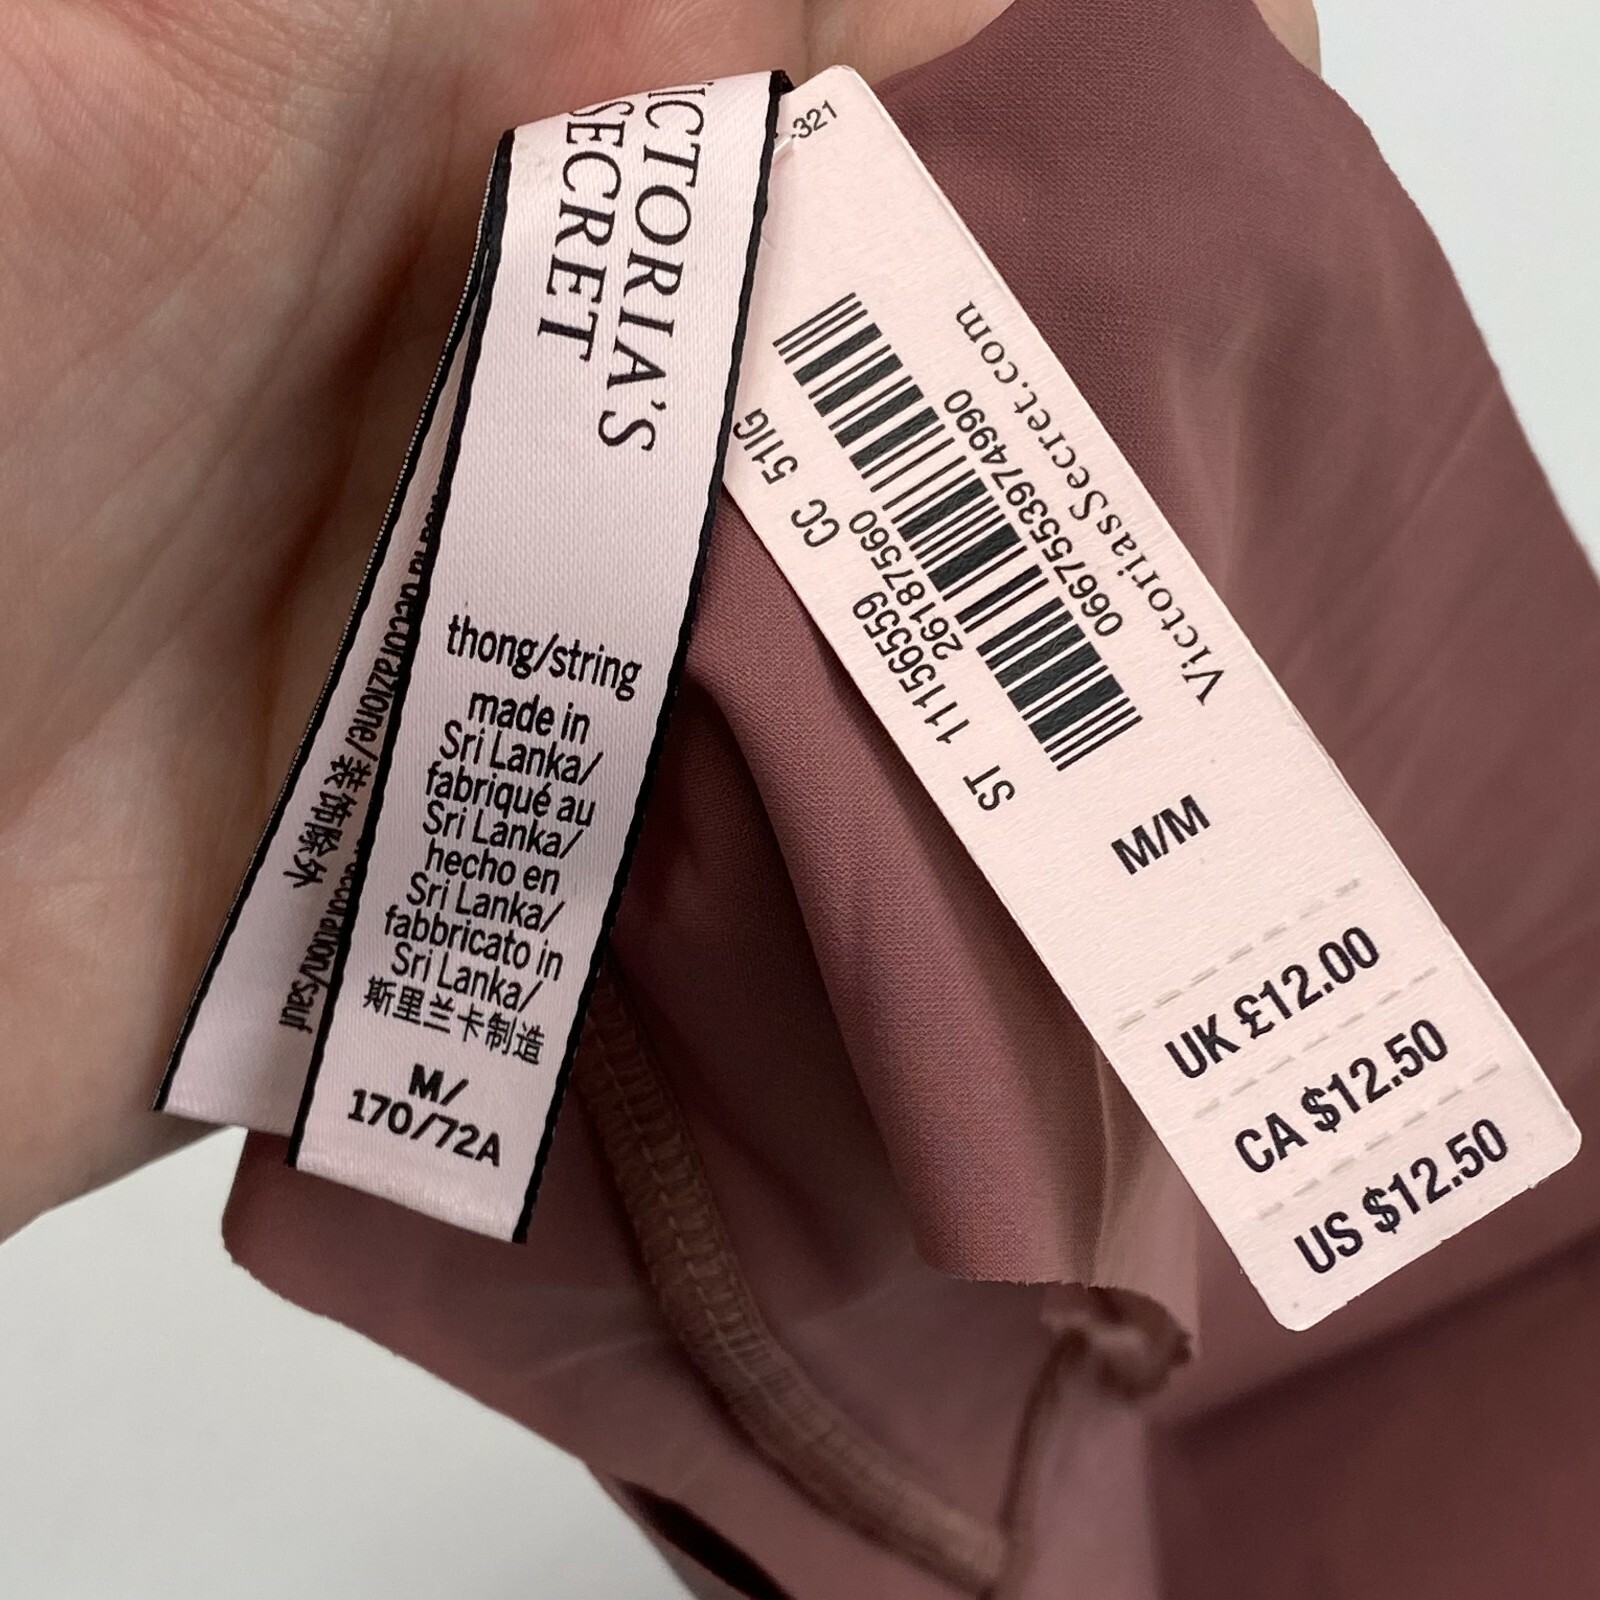 VICTORIA'S
SECRET
thong/string
made in
Sri Lanka/
fabriqué au
Sri Lanka/
hecho en
Sri Lanka/
fabbricato in
Sri Lanka/
斯里兰卡制造
M/
170/72A
decorazione/装饰除外
decoration/sauf
-321
VictoriasSecret.com
0667553974990
26187560
ST 11156559 CC 51IG
M/M
UK £12.00
CA $12.50
US $12.50